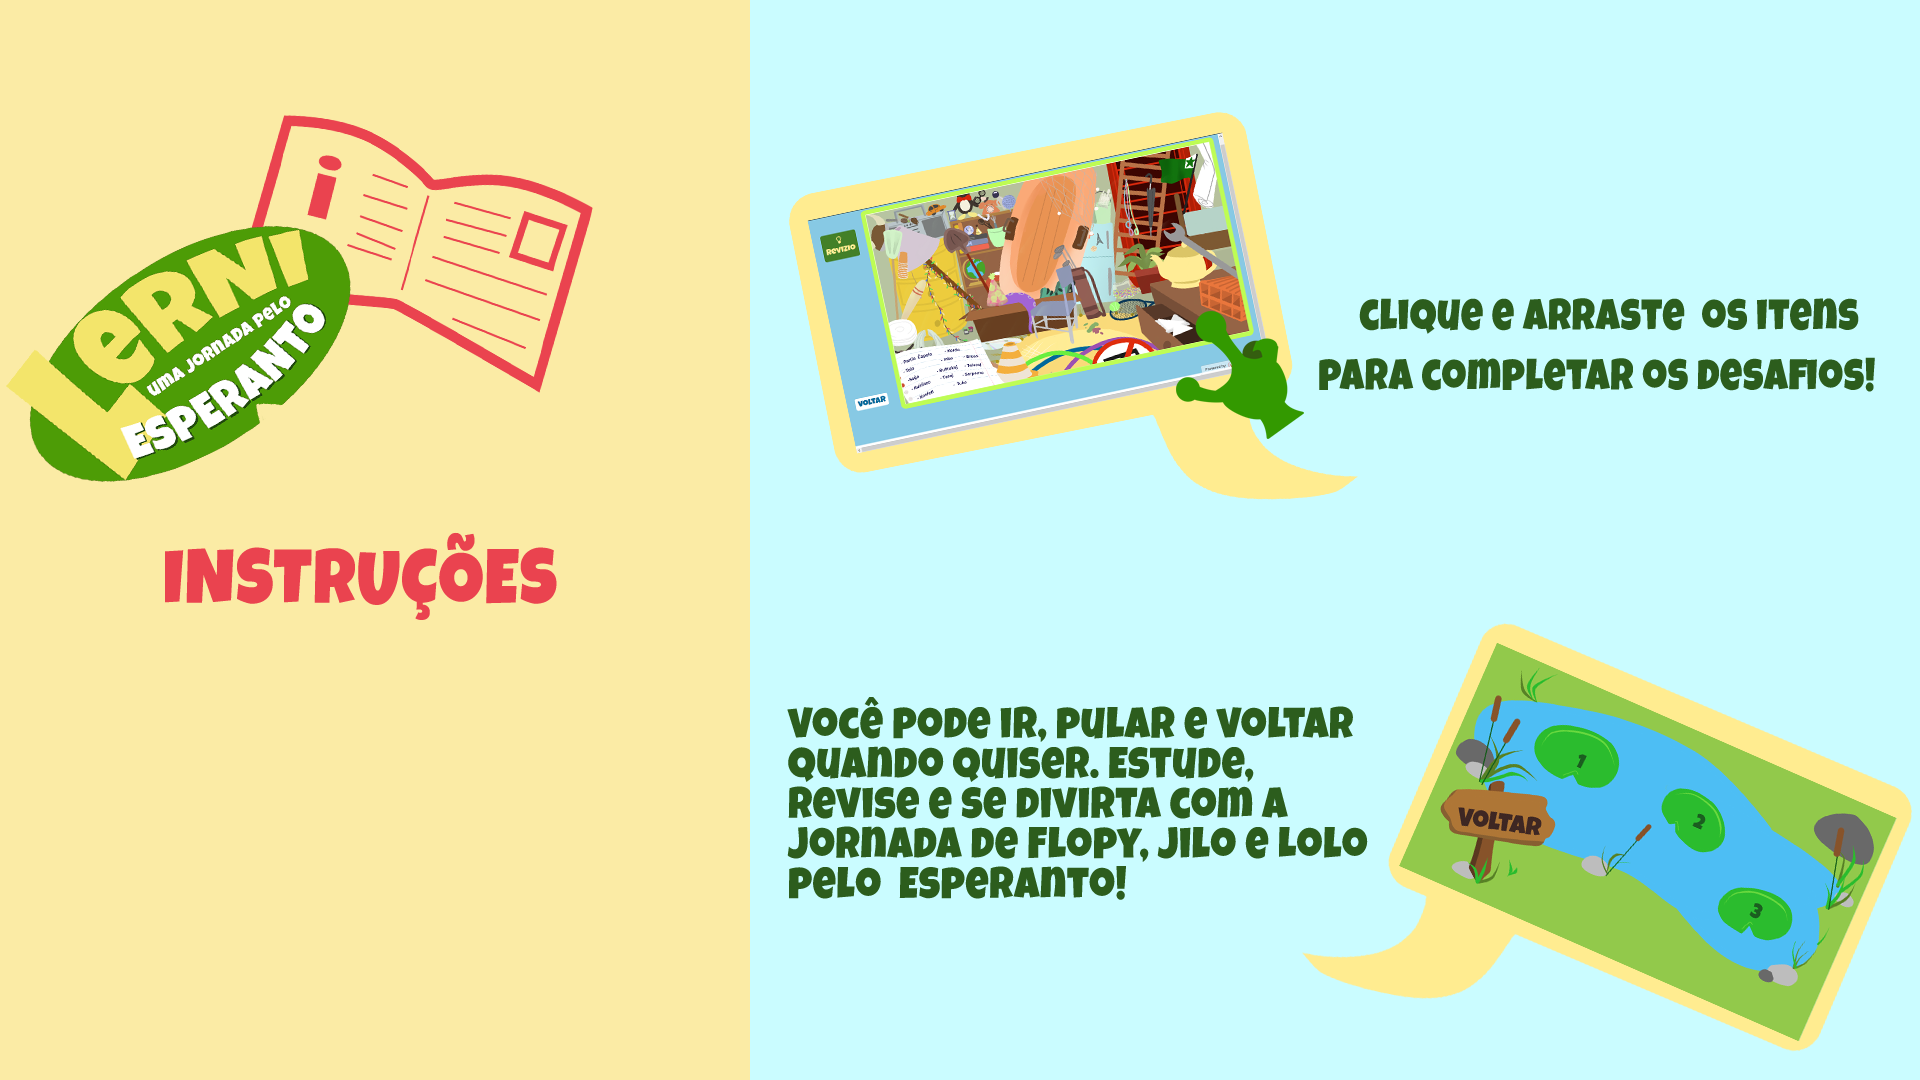 i
LeRNI
UMA JORNADA PELO
ESPERANTO
INSTRUÇÕES
REVIZIO
VOLTAR
CLIQUE E ARRASTE OS ITENS
PARA COMPLETAR OS DESAFIOS!
VOCÊ PODE IR, PULAR E VOLTAR
QUANDO QUISER. ESTUDE,
REVISE E SE DIVIRTA COM A
JORNADA DE FLOPY, JILO E LOLO
PELO ESPERANTO!
1
2
VOLTAR
3